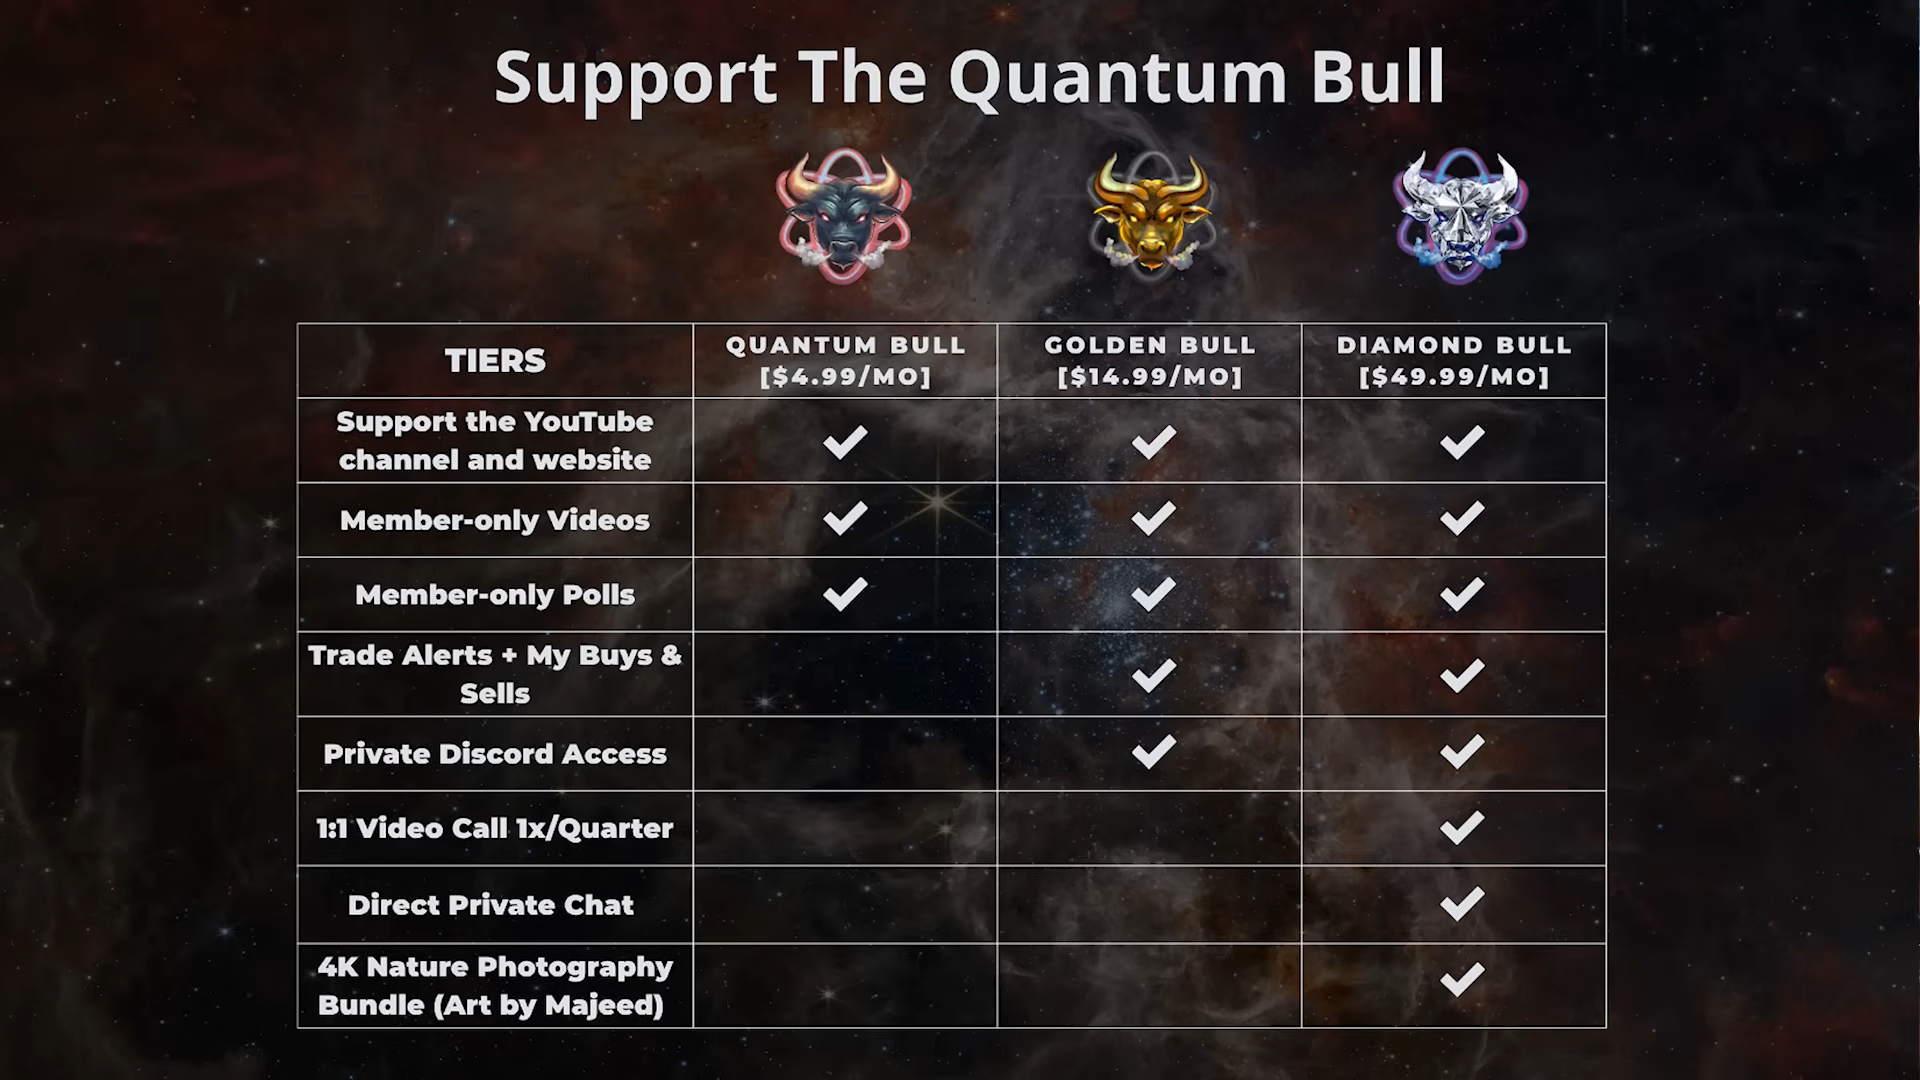 Support The Quantum Bull
TIERS
QUANTUM BULL
[$4.99/MO]
GOLDEN BULL
[$14.99/MO]
DIAMOND BULL
[$49.99/MO]
Support the YouTube
channel and website
Member-only Videos
Member-only Polls
Trade Alerts + My Buys &
Sells
Private Discord Access
1:1 Video Call 1x/Quarter
Direct Private Chat
4K Nature Photography
Bundle (Art by Majeed)